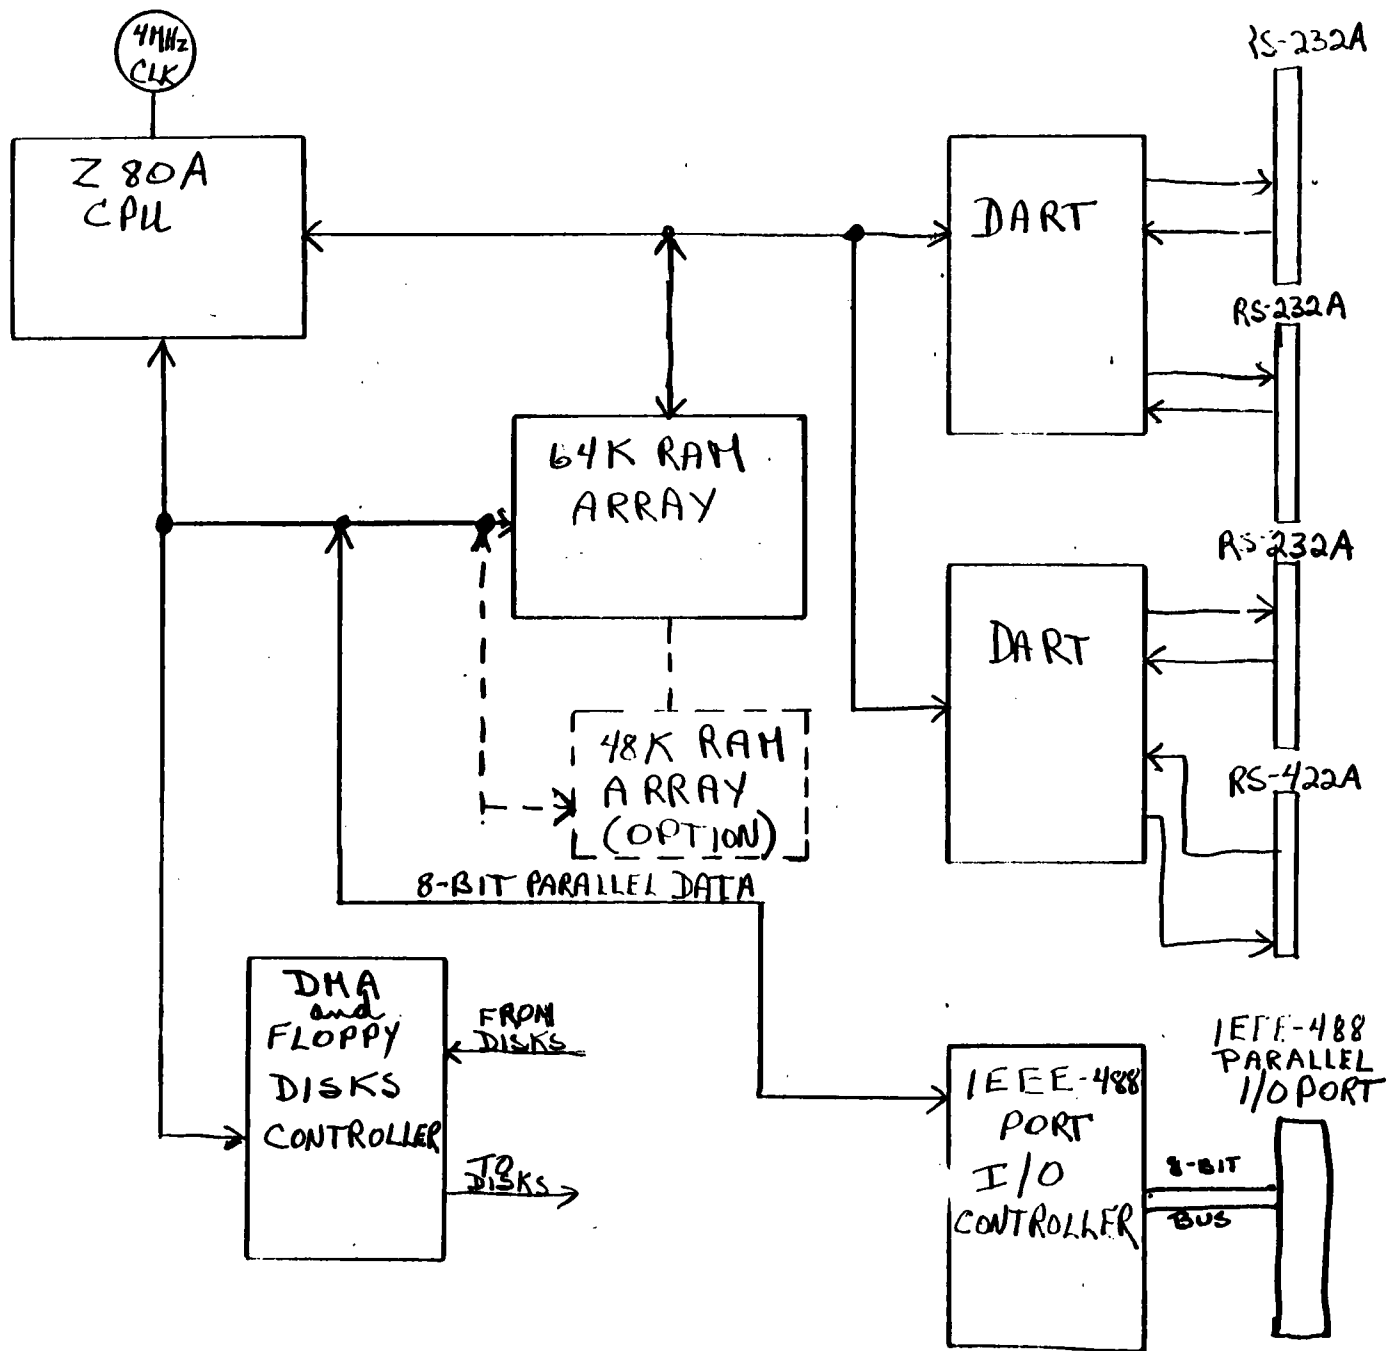 4MHz
CLK
Z 80A
CPU
DART
RS-232A
RS-232A
64K RAM
ARRAY
48K RAM
ARRAY
(OPTION)
8-BIT PARALLEL DATA
DART
RS-232A
RS-422A
DMA
and
FLOPPY
DISKS
CONTROLLER
FROM
DISKS
TO
DISKS
IEEE-488
PORT
I/O
CONTROLLER
8-BIT
BUS
IEEE-488
PARALLEL
I/O PORT